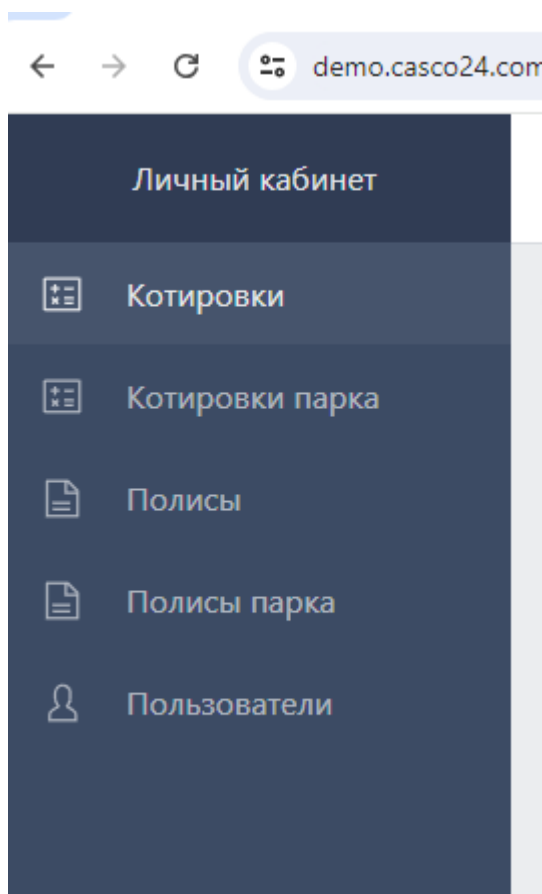 demo.casco24.com
Личный кабинет
Котировки
Котировки парка
Полисы
Полисы парка
Пользователи